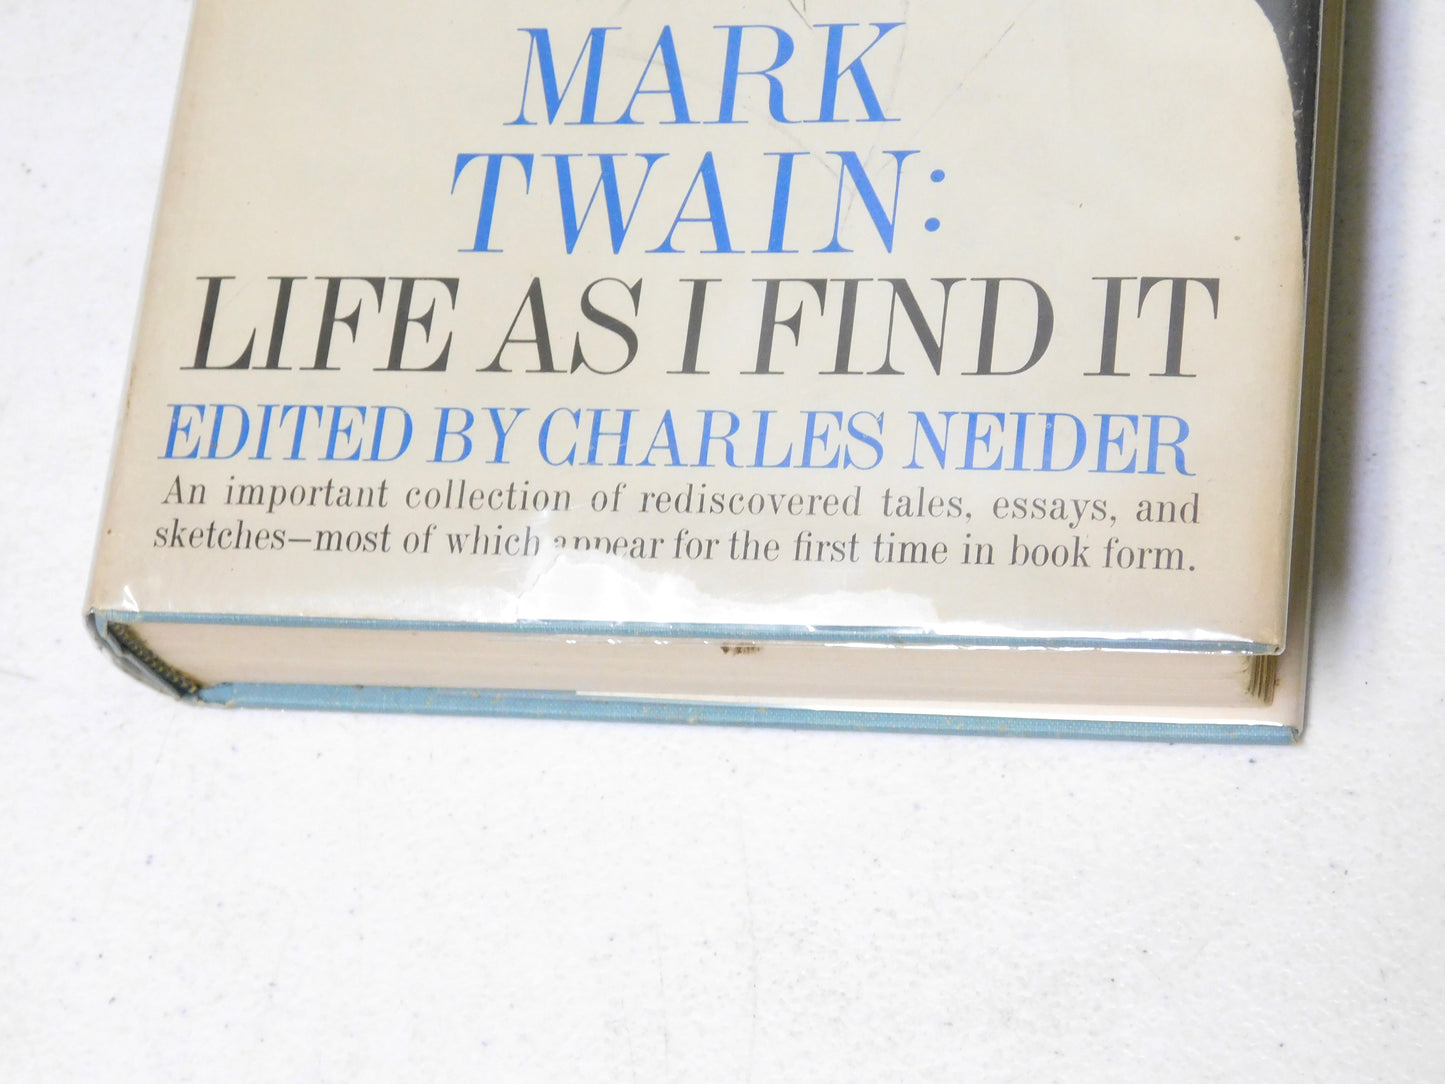 MARK
TWAIN:
LIFE AS I FIND IT
EDITED BY CHARLES NEIDER
An important collection of rediscovered tales, essays, and
sketches—most of which appear for the first time in book form.